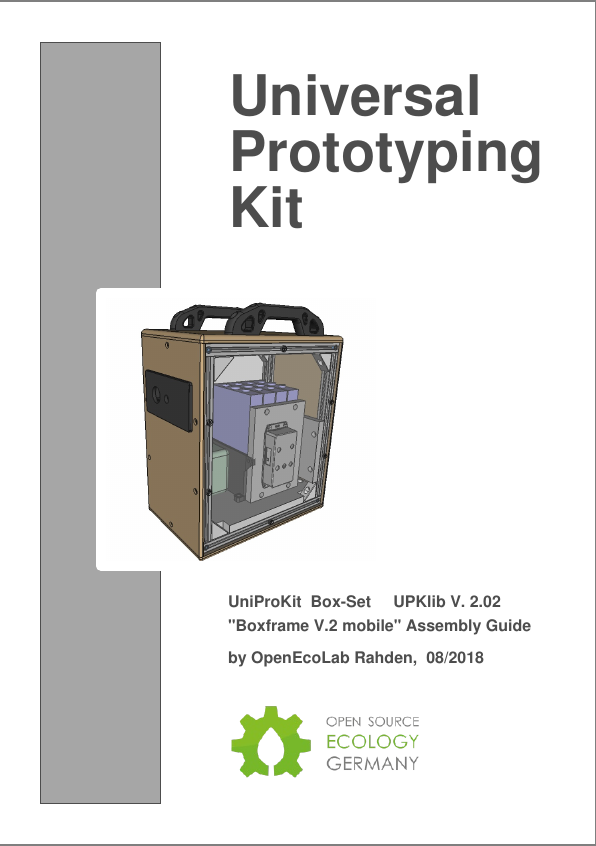 Universal
Prototyping
Kit
UniProKit Box-Set UPKlib V. 2.02
"Boxframe V.2 mobile" Assembly Guide
by OpenEcoLab Rahden, 08/2018
OPEN SOURCE
ECOLOGY
GERMANY